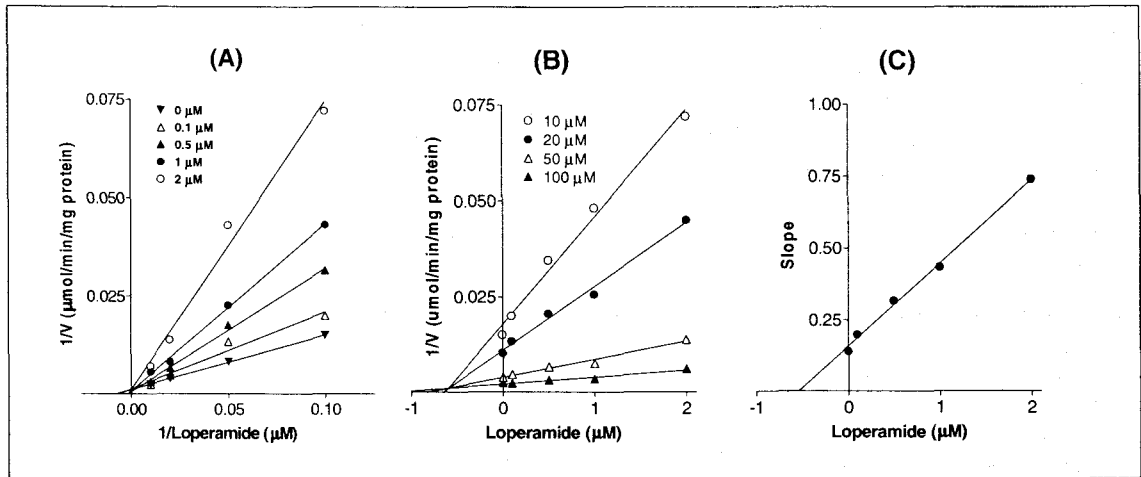 (A)
1/V (µmol/min/mg protein)
0.075
0.050
0.025
0 µM
0.1 µM
0.5 µM
1 µM
2 µM
0.00
0.05
0.10
1/Loperamide (µM)
(B)
1/V (umol/min/mg protein)
0.075
0.050
0.025
10 µM
20 µM
50 µM
100 µM
-1
0
1
2
Loperamide (µM)
(C)
Slope
1.00
0.75
0.50
0.25
-1
0
1
2
Loperamide (µM)